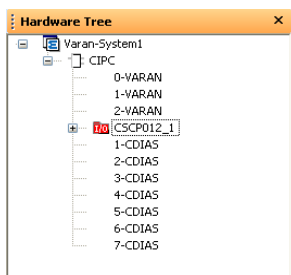 Hardware Tree
Varan-System1
CIPC
0-VARAN
1-VARAN
2-VARAN
I/O CSCP012_1
1-CDIAS
2-CDIAS
3-CDIAS
4-CDIAS
5-CDIAS
6-CDIAS
7-CDIAS